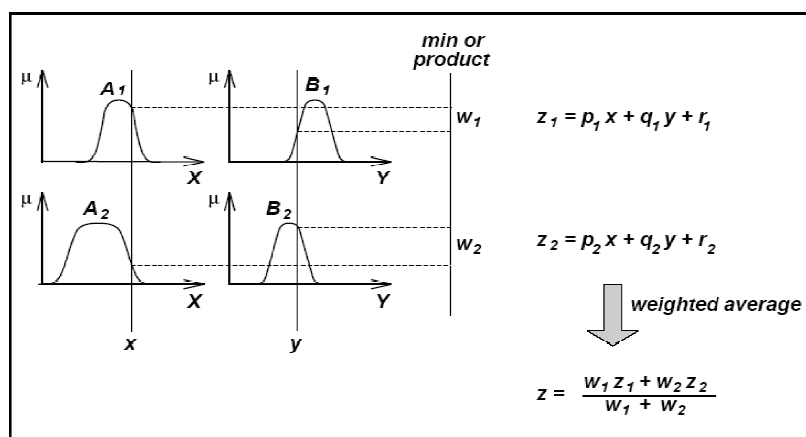 min or
product
μ A₁ μ B₁
w₁ z₁ = p₁ x + q₁ y + r₁
X Y
μ A₂ μ B₂
w₂ z₂ = p₂ x + q₂ y + r₂
X Y
weighted average
x y
z = w₁ z₁ + w₂ z₂
w₁ + w₂